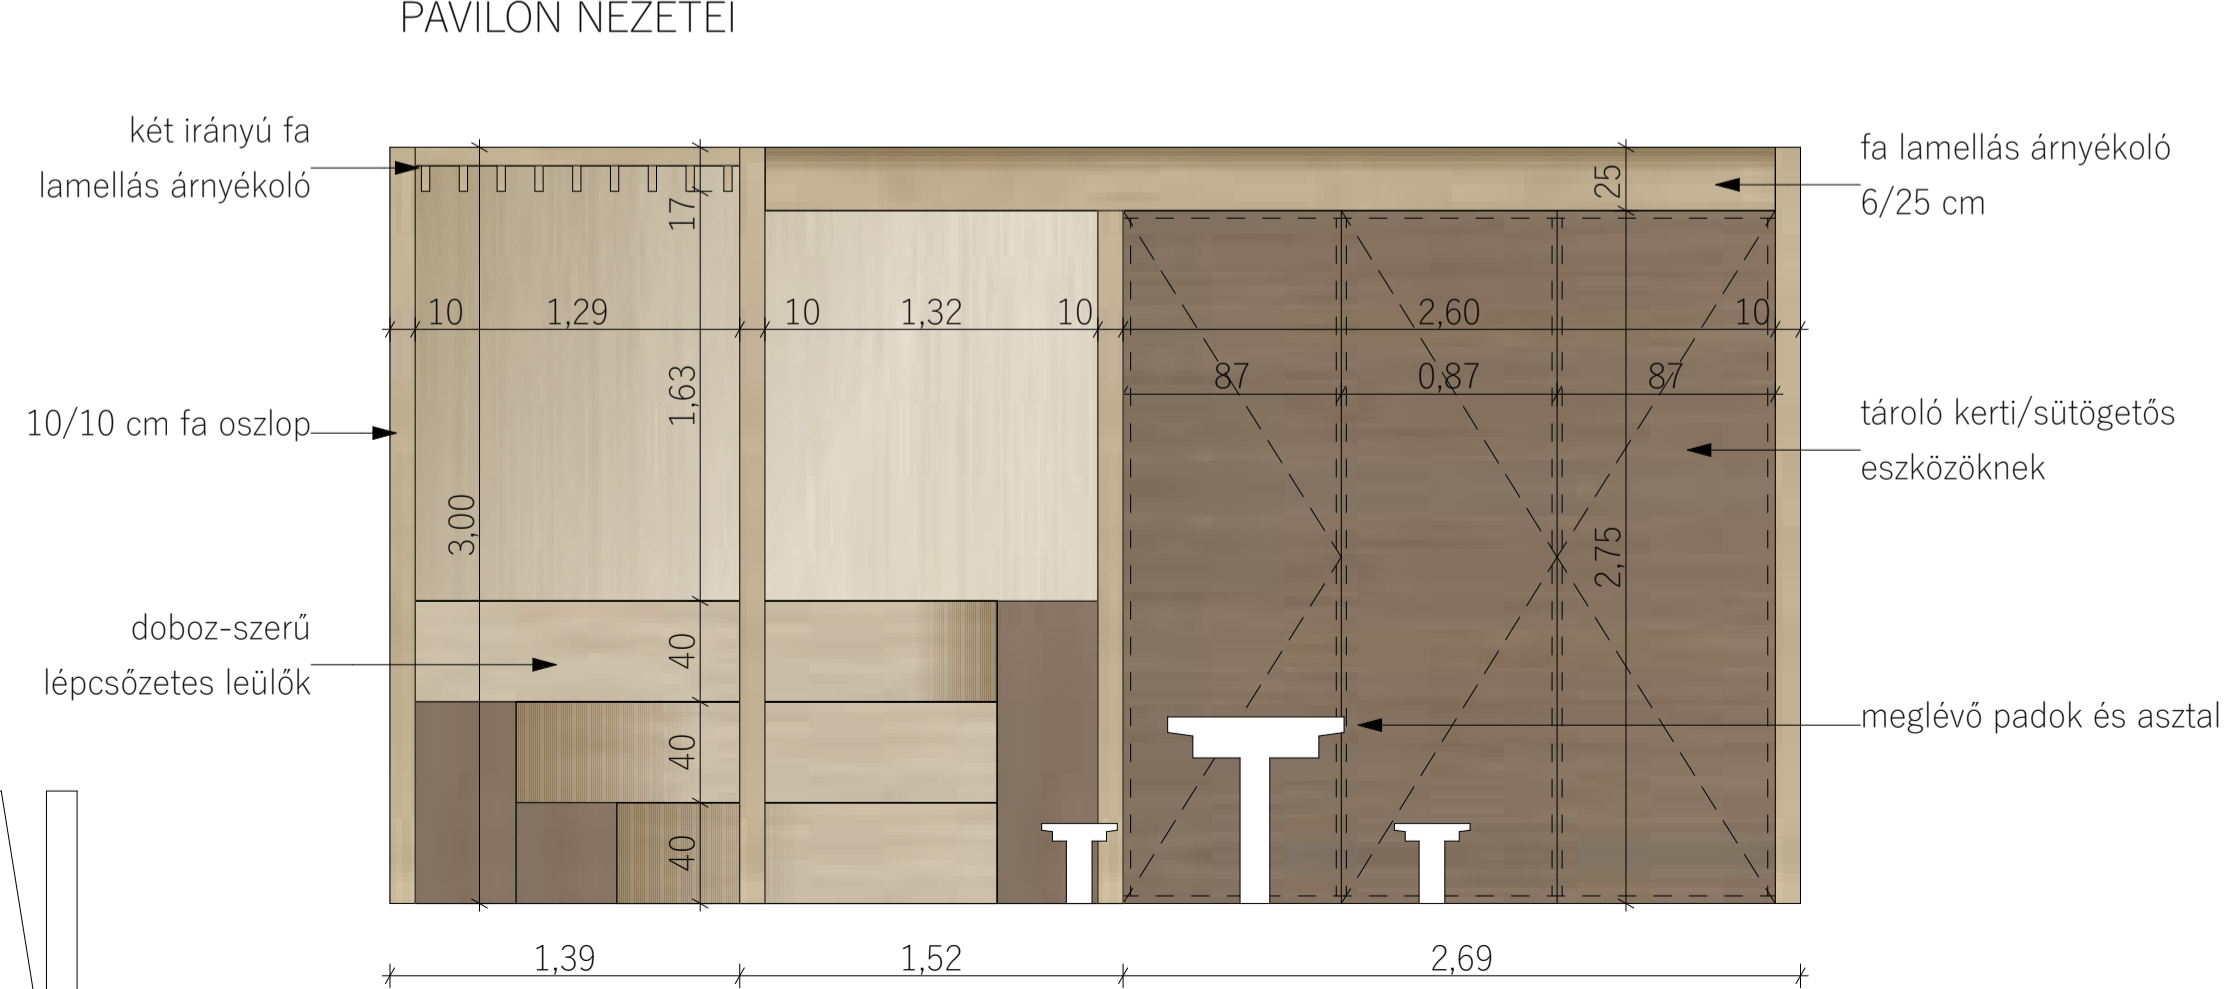 PAVILON NÉZETEI
két irányú fa
lamellás árnyékoló
fa lamellás árnyékoló
6/25 cm
25
17
10 1,29 10 1,32 10 2,60 10
87 0,87 87
1,63
10/10 cm fa oszlop
tároló kerti/sütögetős
eszközöknek
3,00
2,75
doboz-szerű
lépcsőzetes leülők
40
40
40
meglévő padok és asztal
1,39 1,52 2,69